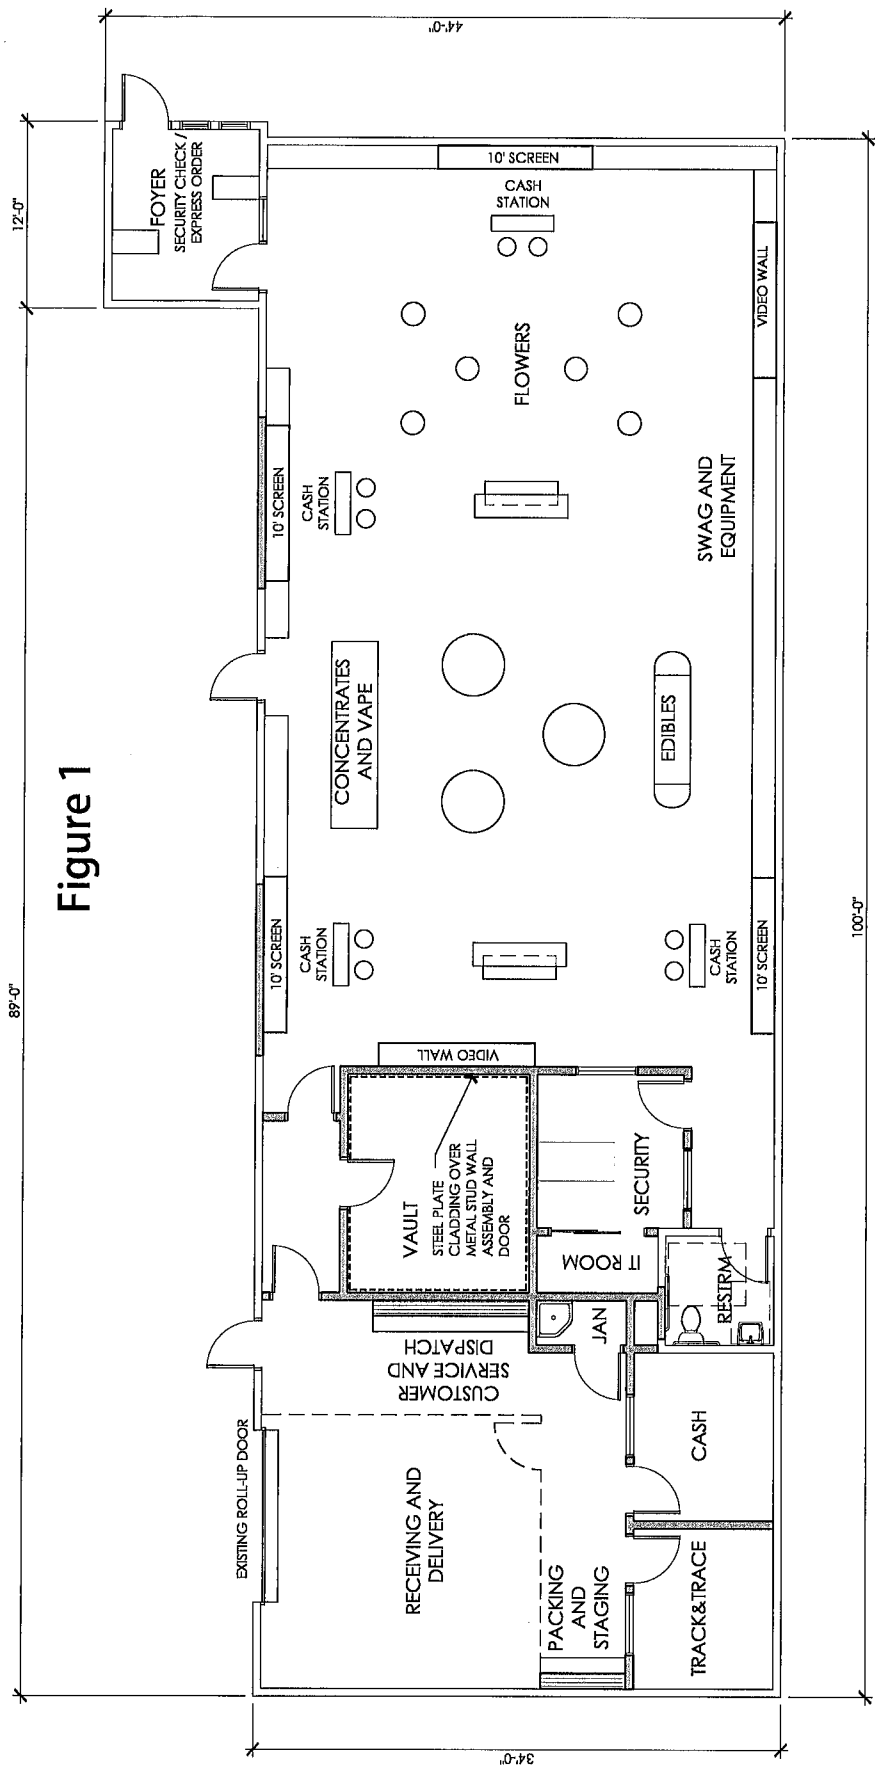 Figure 1
89'-0"
12'-0"
44'-0"
100'-0"
34'-0"
FOYER
SECURITY CHECK /
EXPRESS ORDER
10' SCREEN
CASH
STATION
VIDEO WALL
FLOWERS
10' SCREEN
CASH
STATION
SWAG AND
EQUIPMENT
CONCENTRATES
AND VAPE
EDIBLES
10' SCREEN
CASH
STATION
CASH
STATION
10' SCREEN
VIDEO WALL
VAULT
STEEL PLATE
CLADDING OVER
METAL STUD WALL
ASSEMBLY AND
DOOR
SECURITY
IT ROOM
RESTRM
JAN
CUSTOMER
SERVICE AND
DISPATCH
EXISTING ROLL-UP DOOR
RECEIVING AND
DELIVERY
PACKING
AND
STAGING
CASH
TRACK&TRACE